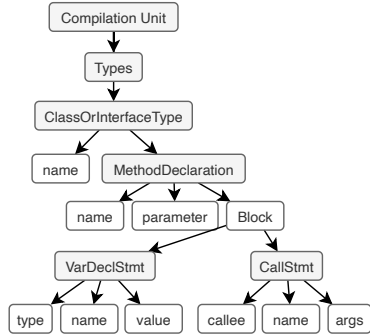 Compilation Unit
Types
ClassOrInterfaceType
name MethodDeclaration
name parameter Block
VarDeclStmt CallStmt
type name value callee name args